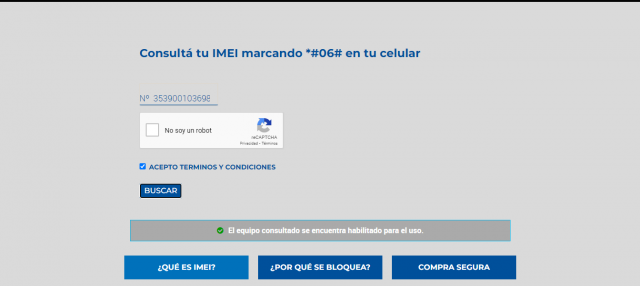 Consultá tu IMEI marcando *#06# en tu celular
Nº 353900103698
No soy un robot
reCAPTCHA
Privacidad - Términos
ACEPTO TERMINOS Y CONDICIONES
BUSCAR
El equipo consultado se encuentra habilitado para el uso.
¿QUÉ ES IMEI? ¿POR QUÉ SE BLOQUEA? COMPRA SEGURA